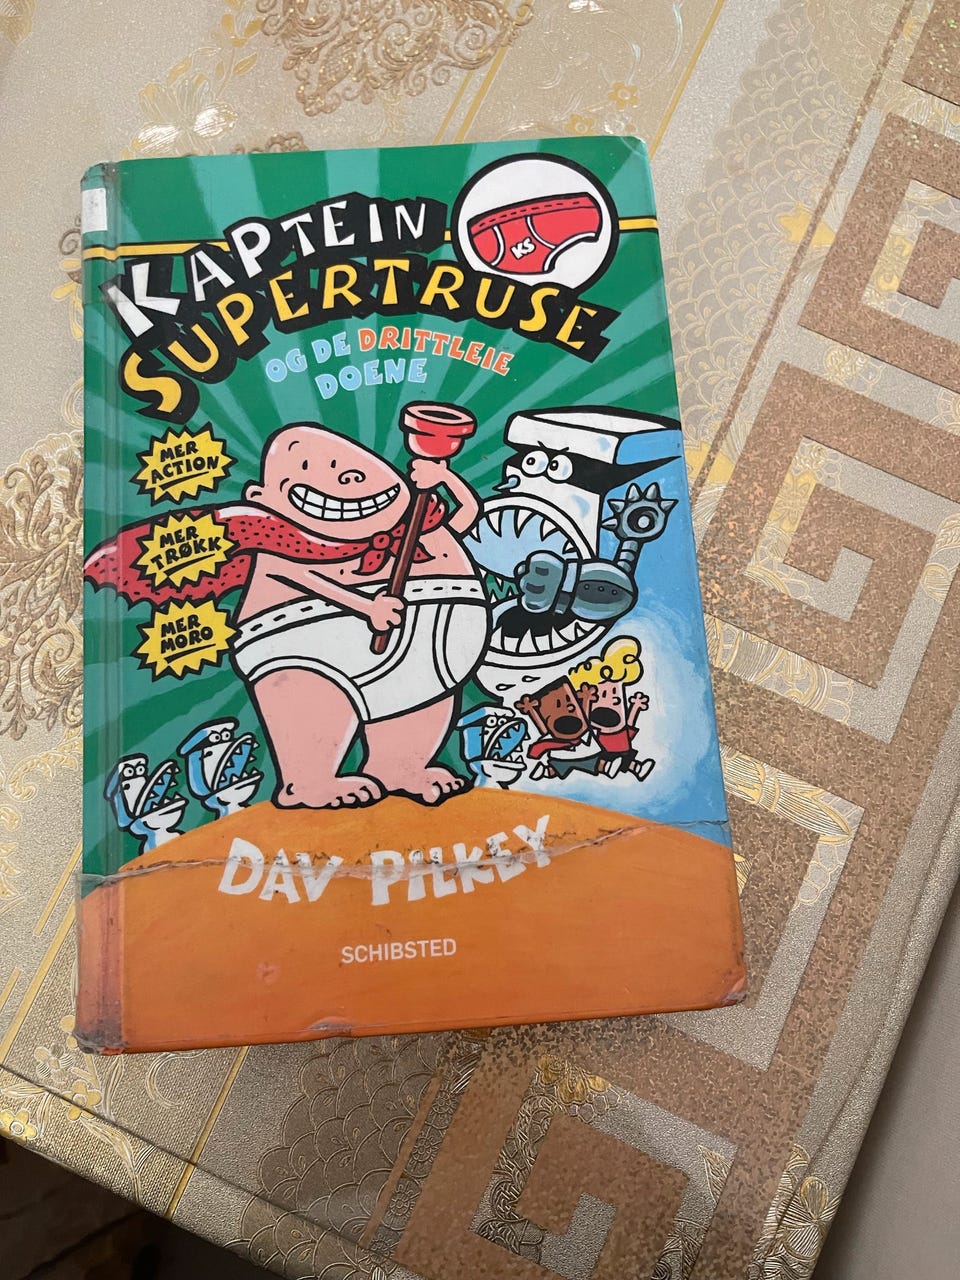 KAPTEIN
SUPERTRUSE
KS
OG DE DRITTLEIE
DOENE
MER
ACTION
MER
TRØKK
MER
MORO
DAV PILKEY
SCHIBSTED